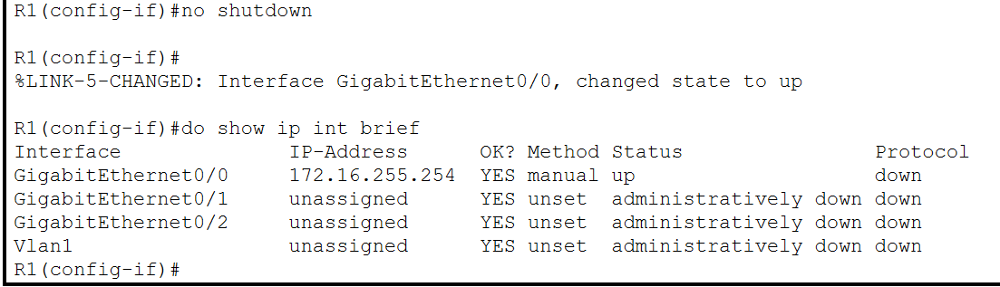 R1(config-if)#no shutdown
R1(config-if)#
%LINK-5-CHANGED: Interface GigabitEthernet0/0, changed state to up
R1(config-if)#do show ip int brief
Interface IP-Address OK? Method Status Protocol
GigabitEthernet0/0 172.16.255.254 YES manual up down
GigabitEthernet0/1 unassigned YES unset administratively down down
GigabitEthernet0/2 unassigned YES unset administratively down down
Vlan1 unassigned YES unset administratively down down
R1(config-if)#